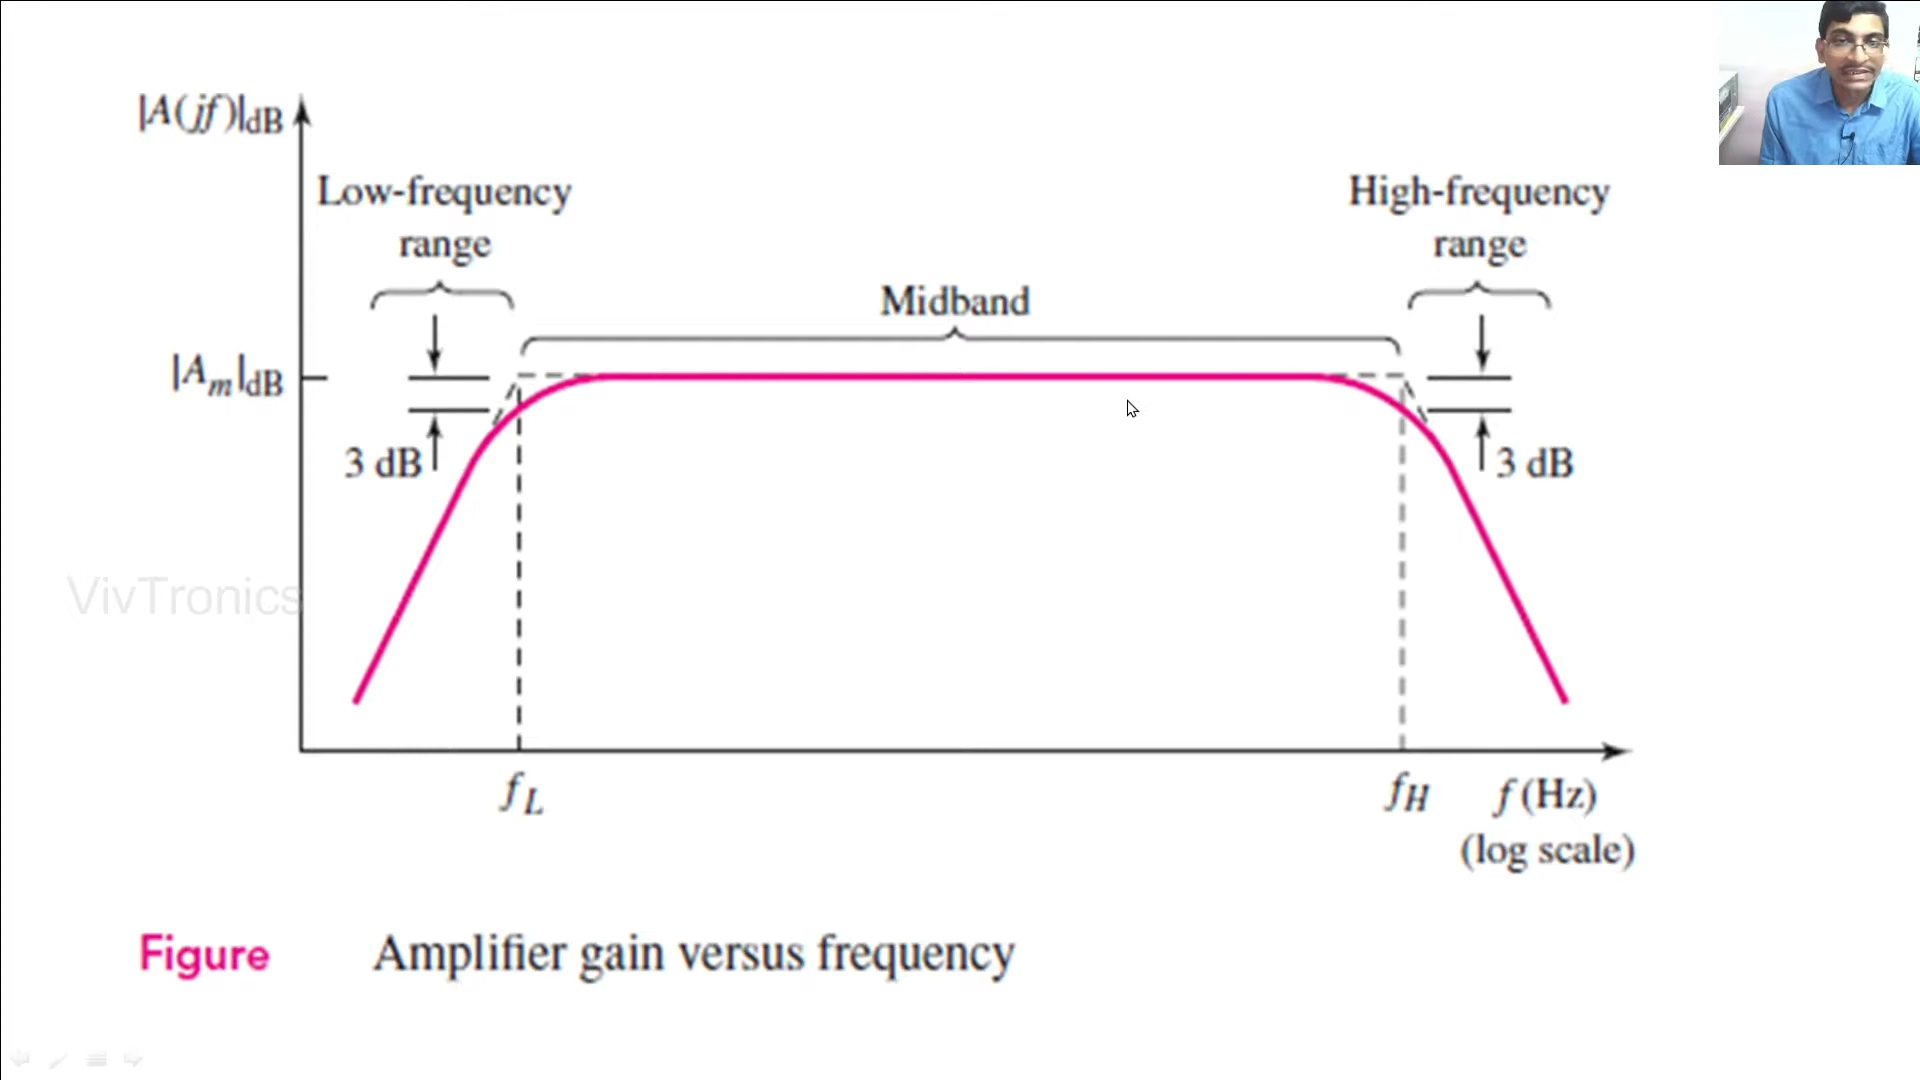 |A(jf)|dB
Low-frequency
range
High-frequency
range
Midband
|Am|dB
3 dB
3 dB
VivTronics
fL
fH
f (Hz)
(log scale)
Figure Amplifier gain versus frequency